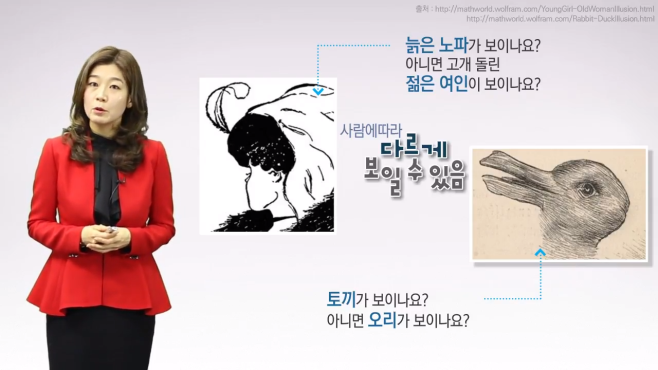 출처 : http://mathworld.wolfram.com/YoungGirl-OldWomanIllusion.html
http://mathworld.wolfram.com/Rabbit-DuckIllusion.html
늙은 노파가 보이나요?
아니면 고개 돌린
젊은 여인이 보이나요?
사람에따라
다르게
보일 수 있음
토끼가 보이나요?
아니면 오리가 보이나요?